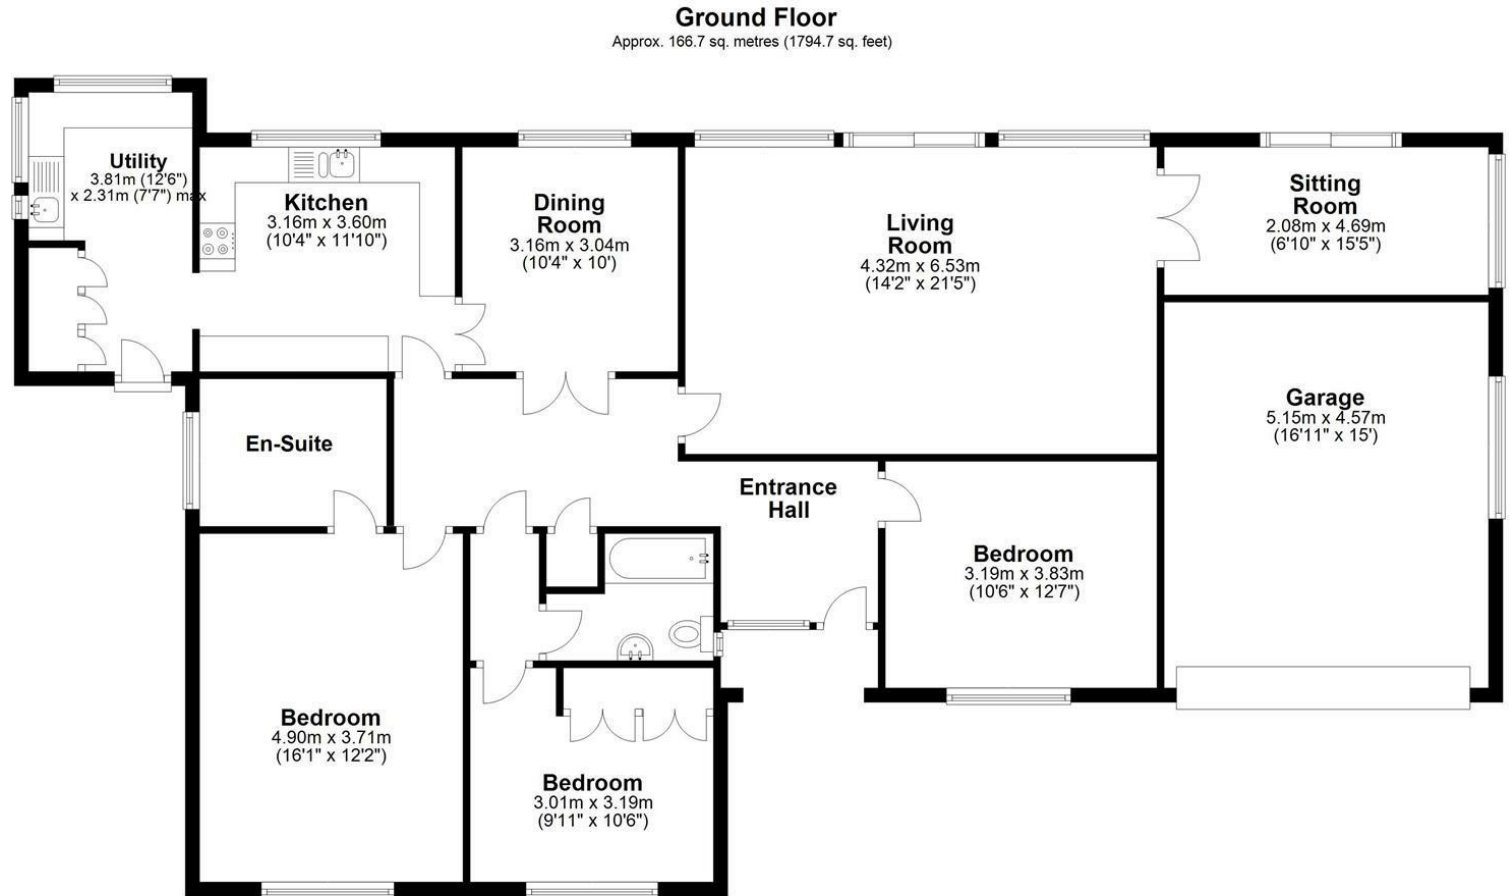 Ground Floor
Approx. 166.7 sq. metres (1794.7 sq. feet)
Utility
3.81m (12'6")
x 2.31m (7'7") max
Kitchen
3.16m x 3.60m
(10'4" x 11'10")
Dining
Room
3.16m x 3.04m
(10'4" x 10')
Living
Room
4.32m x 6.53m
(14'2" x 21'5")
Sitting
Room
2.08m x 4.69m
(6'10" x 15'5")
Garage
5.15m x 4.57m
(16'11" x 15')
En-Suite
Entrance
Hall
Bedroom
3.19m x 3.83m
(10'6" x 12'7")
Bedroom
4.90m x 3.71m
(16'1" x 12'2")
Bedroom
3.01m x 3.19m
(9'11" x 10'6")